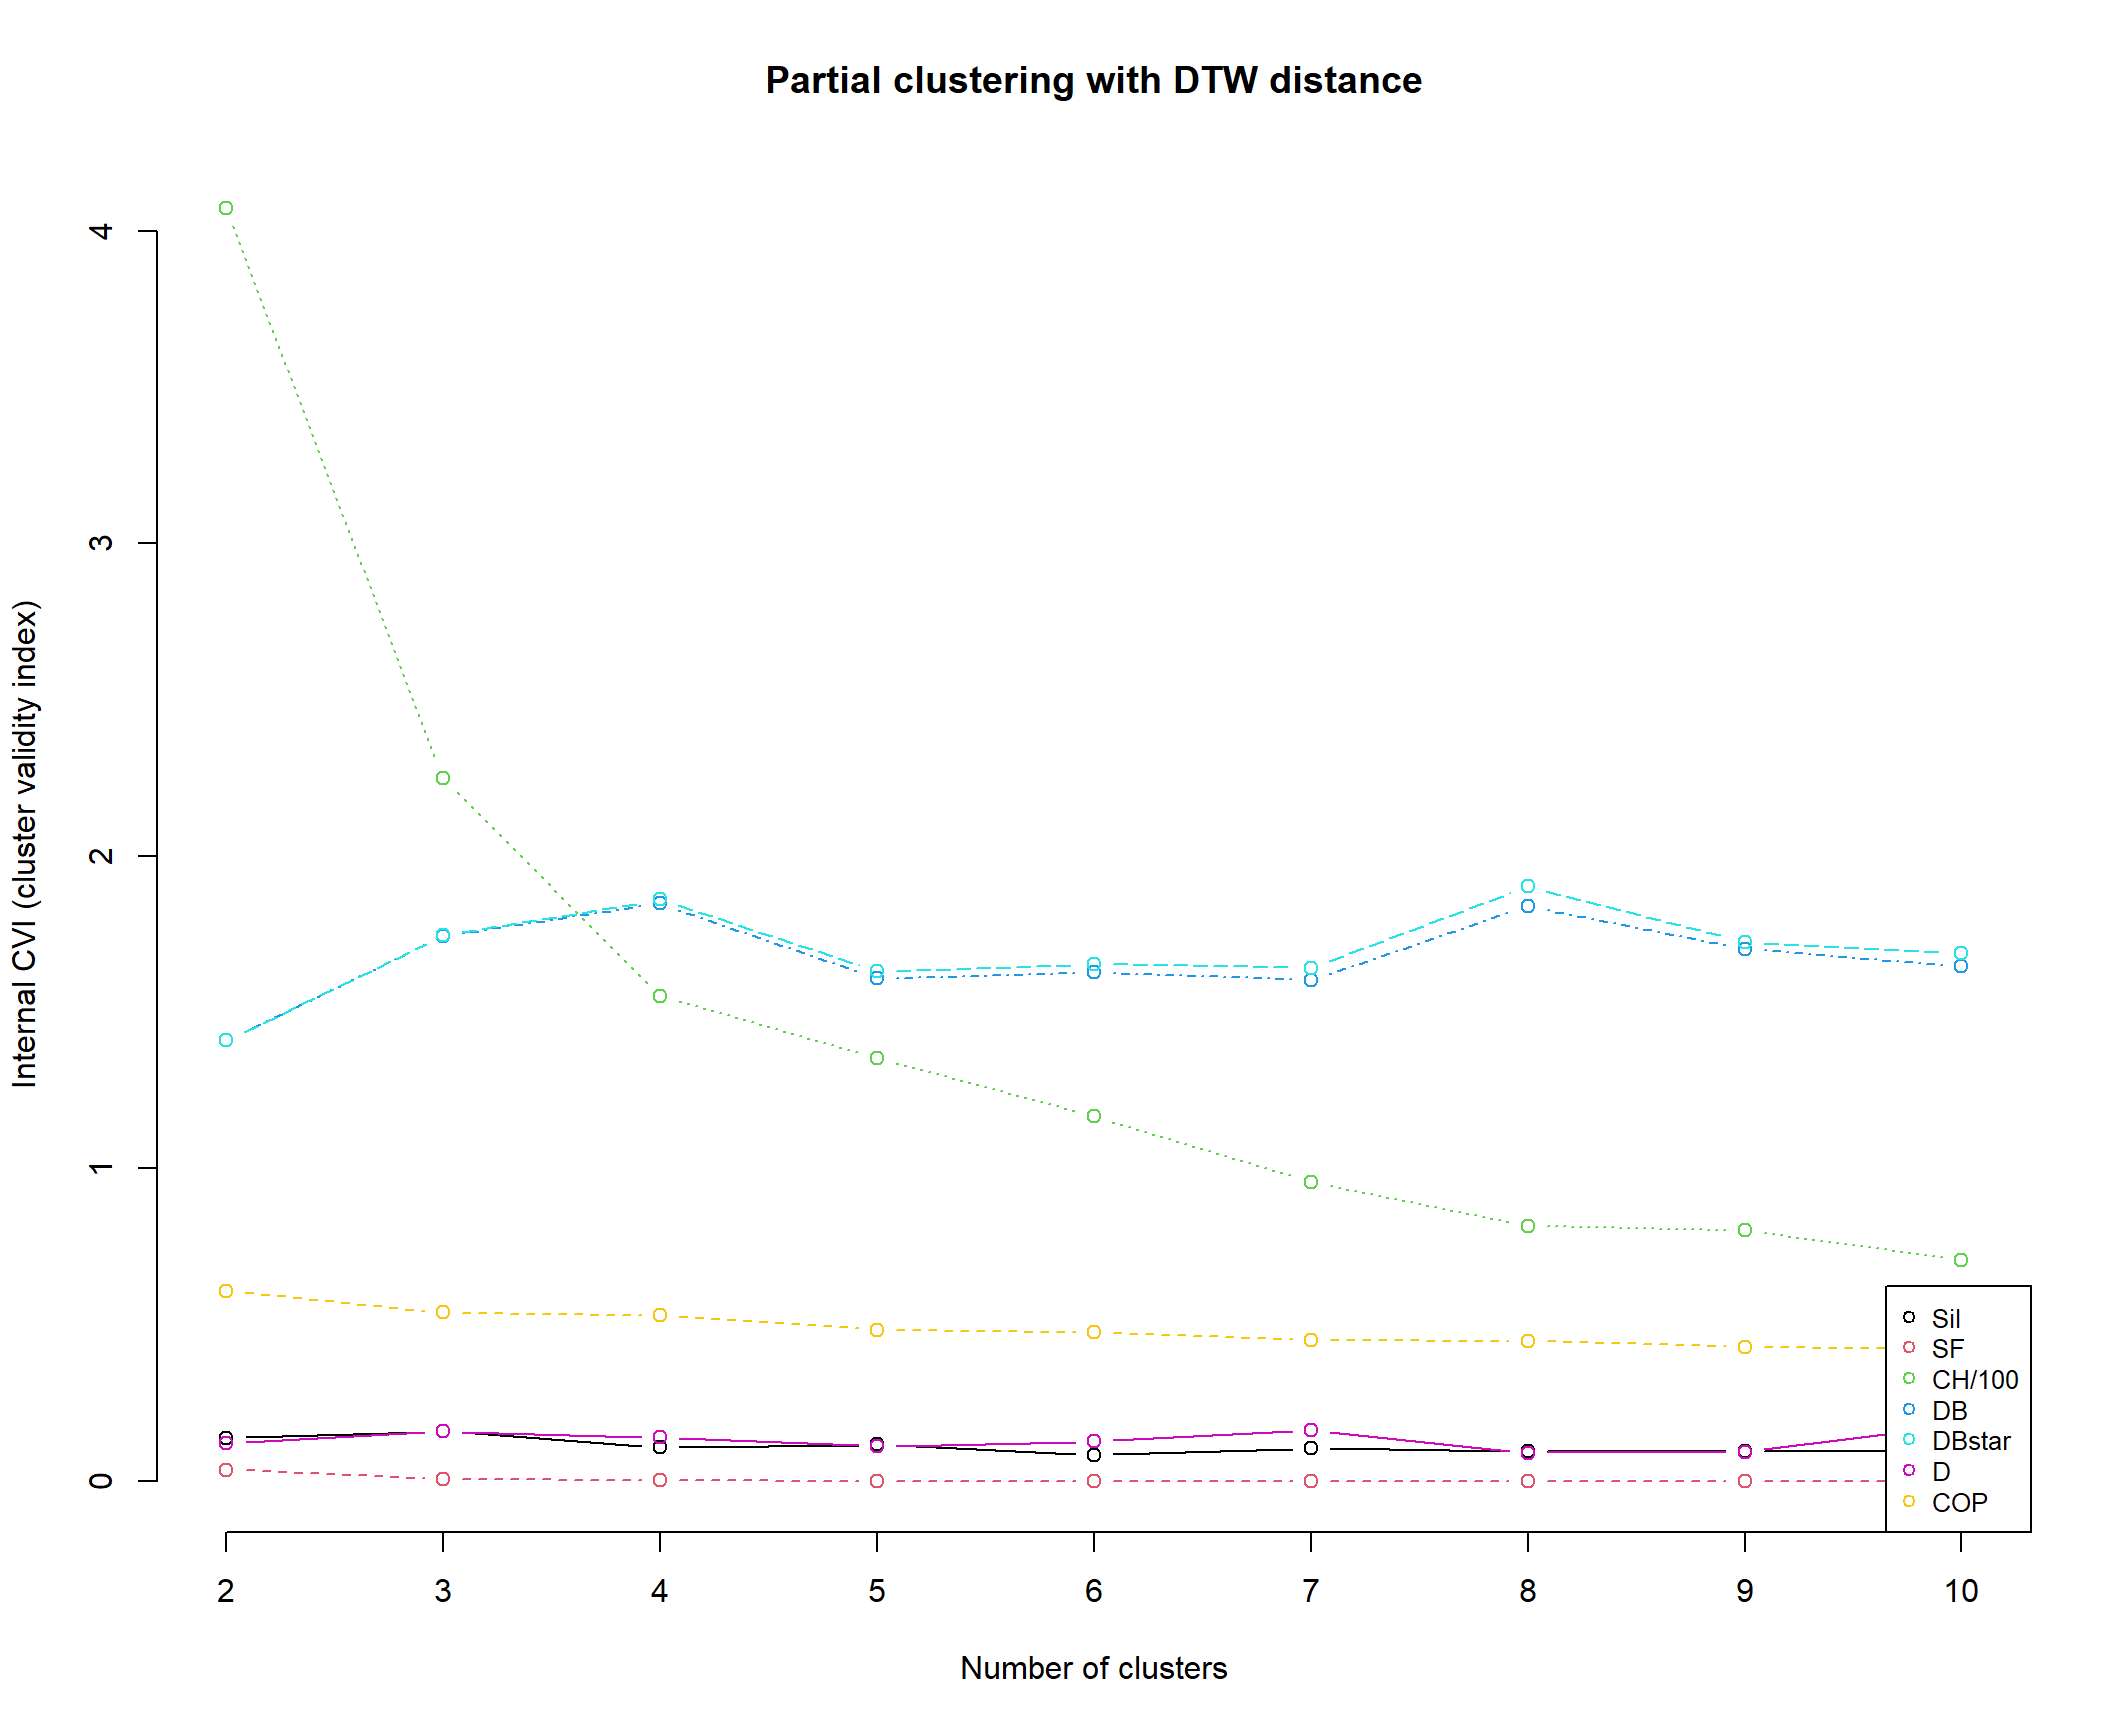 Partial clustering with DTW distance
Internal CVI (cluster validity index)
4
3
2
1
0
Sil
SF
CH/100
DB
DBstar
D
COP
2 3 4 5 6 7 8 9 10
Number of clusters